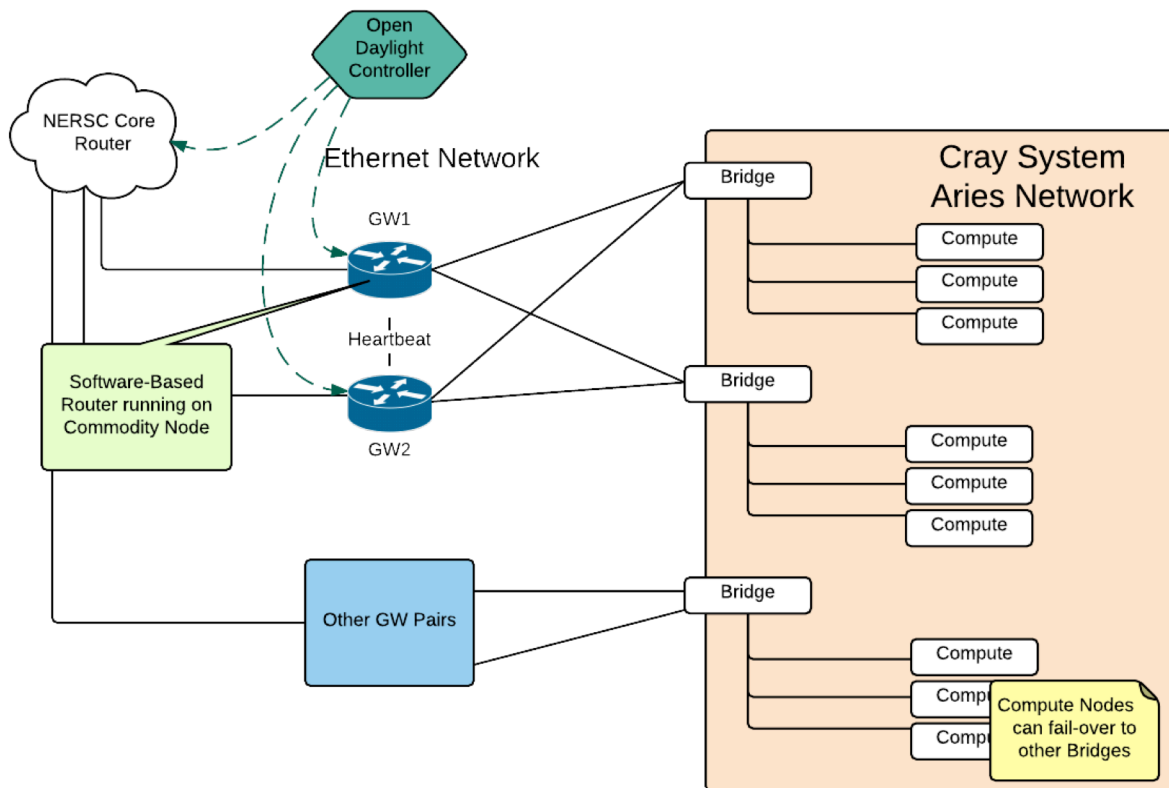 Open
Daylight
Controller
NERSC Core
Router
Ethernet Network
Cray System
Aries Network
Bridge
Compute
Compute
Compute
GW1
Heartbeat
GW2
Software-Based
Router running on
Commodity Node
Bridge
Compute
Compute
Compute
Other GW Pairs
Bridge
Compute
Compu
Compu
Compute Nodes
can fail-over to
other Bridges